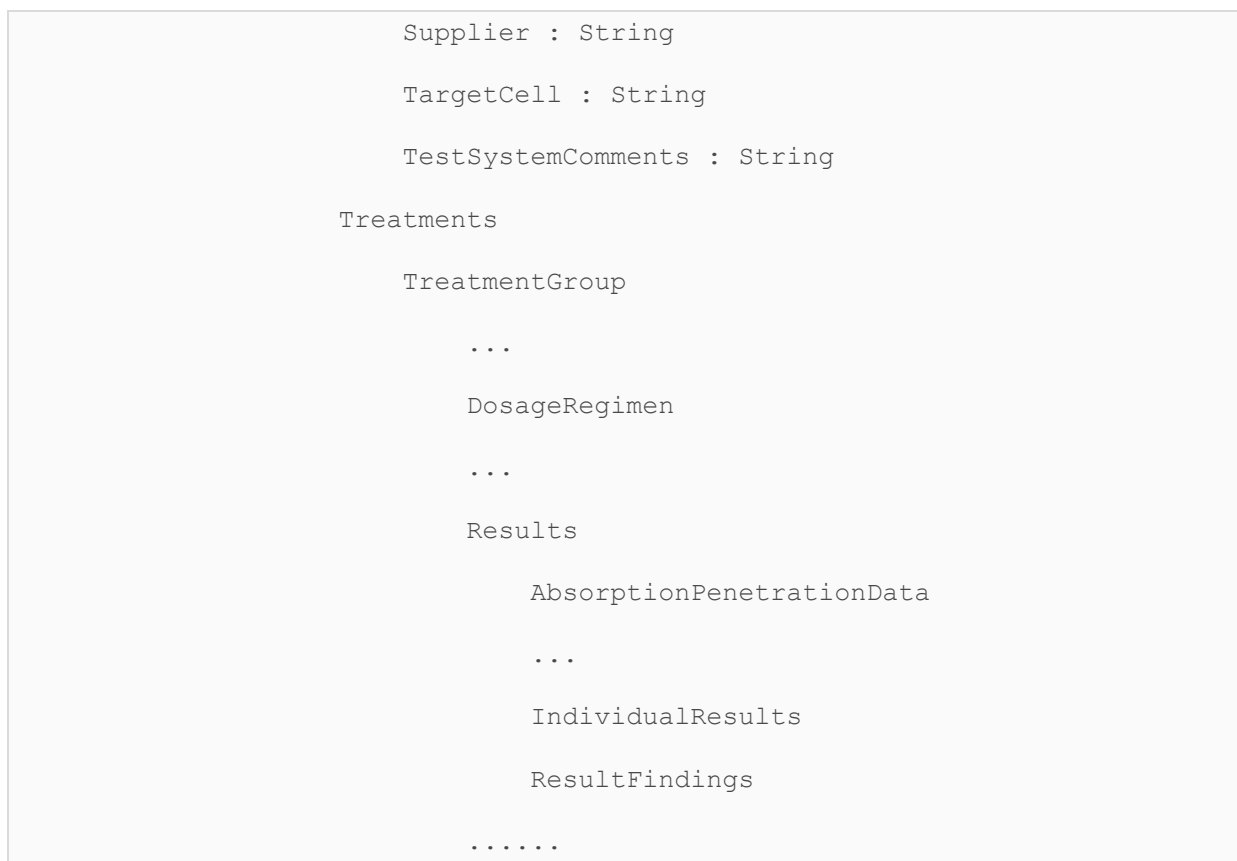 Supplier : String
TargetCell : String
TestSystemComments : String
Treatments
TreatmentGroup
...
DosageRegimen
...
Results
AbsorptionPenetrationData
...
IndividualResults
ResultFindings
......